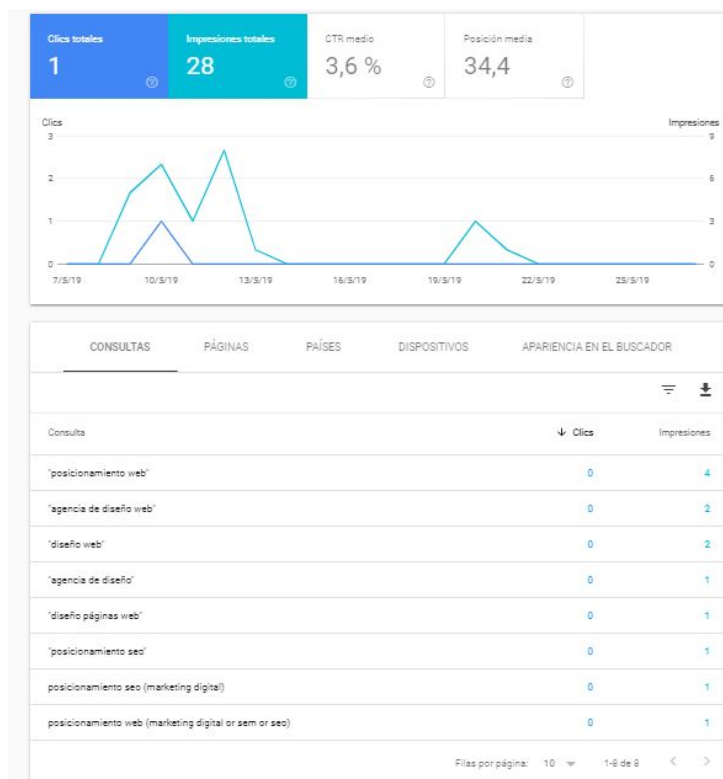 Clics totales Impresiones totales CTR medio Posición media
1 28 3,6 % 34,4
Clics Impresiones
3 9
2 6
1 3
0 0
7/5/19 10/5/19 13/5/19 16/5/19 19/5/19 22/5/19 25/5/19
CONSULTAS PÁGINAS PAÍSES DISPOSITIVOS APARIENCIA EN EL BUSCADOR
Consulta ↓ Clics Impresiones
"posicionamiento web" 0 4
"agencia de diseño web" 0 2
"diseño web" 0 2
"agencia de diseño" 0 1
"diseño páginas web" 0 1
"posicionamiento seo" 0 1
posicionamiento seo (marketing digital) 0 1
posicionamiento web (marketing digital or sem or seo) 0 1
Filas por página: 10 1-8 de 8